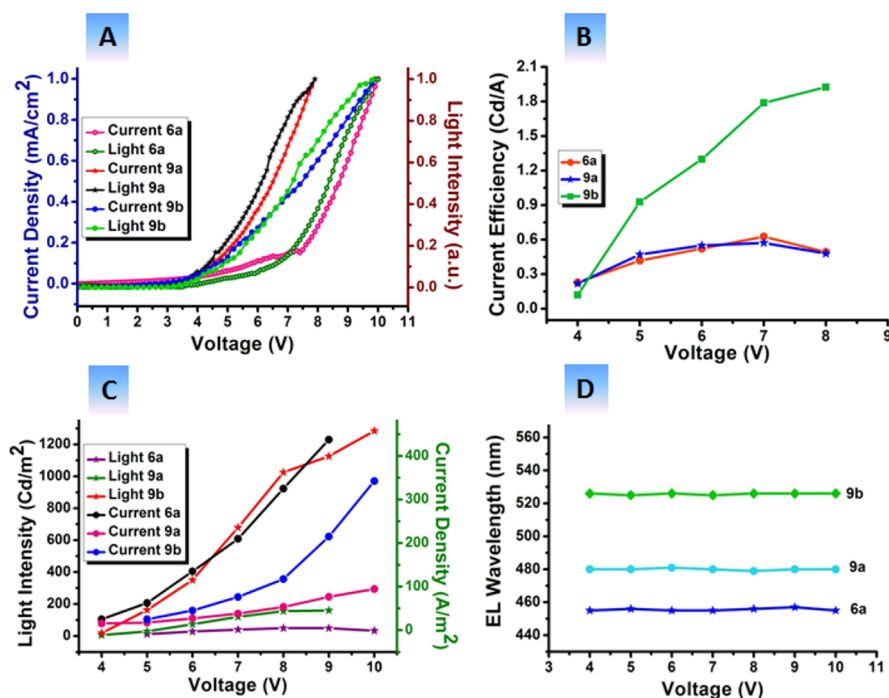 A
Current Density (mA/cm²)
1.0
0.8
0.6
0.4
0.2
0.0
Current 6a
Light 6a
Current 9a
Light 9a
Current 9b
Light 9b
1.0
0.8
0.6
0.4
0.2
0.0
Light Intensity (a.u.)
0 1 2 3 4 5 6 7 8 9 10 11
Voltage (V)
B
Current Efficiency (Cd/A)
2.1
1.8
1.5
1.2
0.9
0.6
0.3
0.0
6a
9a
9b
4 5 6 7 8 9
Voltage (V)
C
Light Intensity (Cd/m²)
1200
1000
800
600
400
200
0
Light 6a
Light 9a
Light 9b
Current 6a
Current 9a
Current 9b
400
300
200
100
0
Current Density (A/m²)
4 5 6 7 8 9 10
Voltage (V)
D
EL Wavelength (nm)
560
540
520
500
480
460
440
9b
9a
6a
3 4 5 6 7 8 9 10 11
Voltage (V)